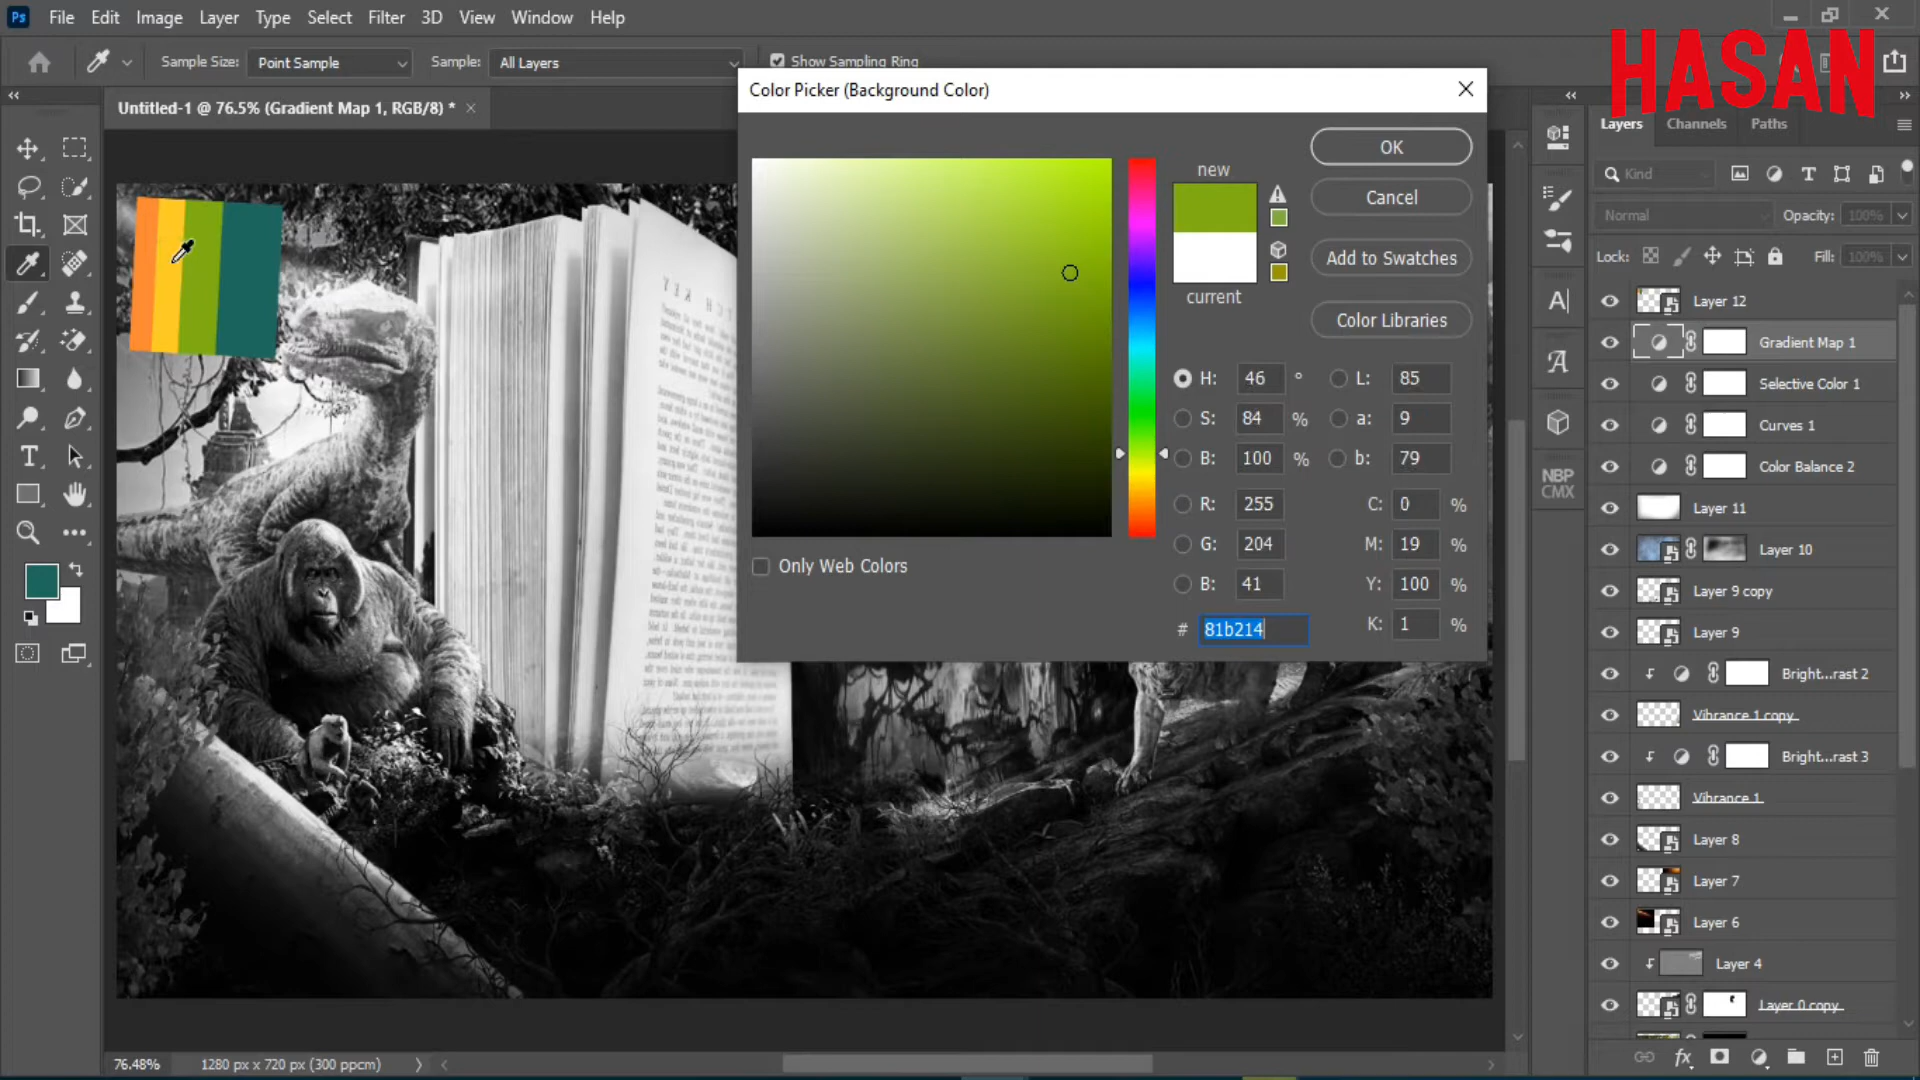 Ps File Edit Image Layer Type Select Filter 3D View Window Help
Sample Size: Point Sample Sample: All Layers Show Sampling Ring
HASAN
Untitled-1 @ 76.5% (Gradient Map 1, RGB/8) *
Color Picker (Background Color)
new
current
OK
Cancel
Add to Swatches
Color Libraries
H: 46 ° L: 85
S: 84 % a: 9
B: 100 % b: 79
R: 255 C: 0 %
G: 204 M: 19 %
B: 41 Y: 100 %
# 81b214 K: 1 %
Only Web Colors
NBP
CMX
Layers Channels Paths
Kind
Normal Opacity: 100%
Lock: Fill: 100%
Layer 12
Gradient Map 1
Selective Color 1
Curves 1
Color Balance 2
Layer 11
Layer 10
Layer 9 copy
Layer 9
Bright...rast 2
Vibrance 1 copy
Bright...rast 3
Vibrance 1
Layer 8
Layer 7
Layer 6
Layer 4
Layer 0 copy
76.48% 1280 px x 720 px (300 ppcm)